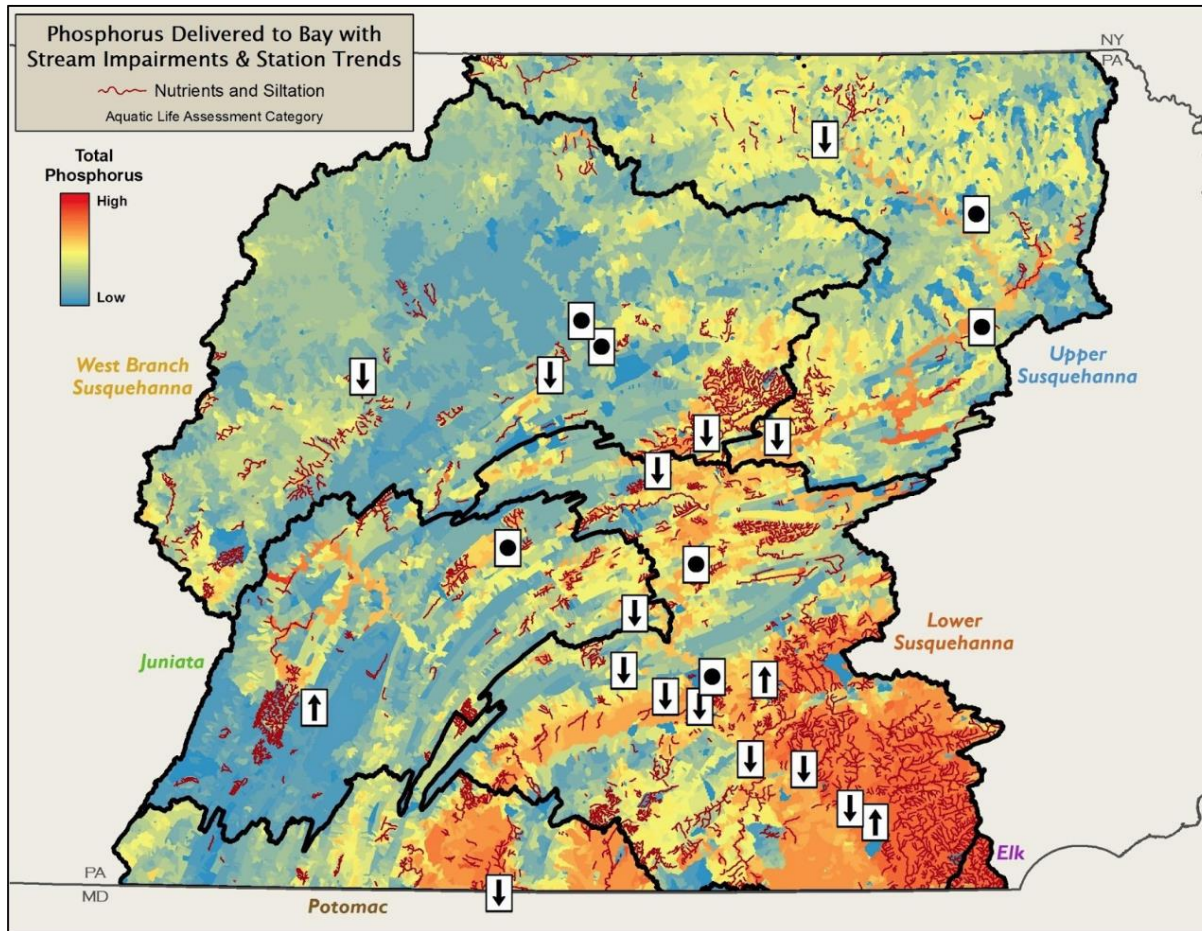 Phosphorus Delivered to Bay with
Stream Impairments & Station Trends
Nutrients and Siltation
Aquatic Life Assessment Category
NY
PA
Total
Phosphorus
High
Low
West Branch
Susquehanna
Upper
Susquehanna
Juniata
Lower
Susquehanna
Elk
PA
MD
Potomac